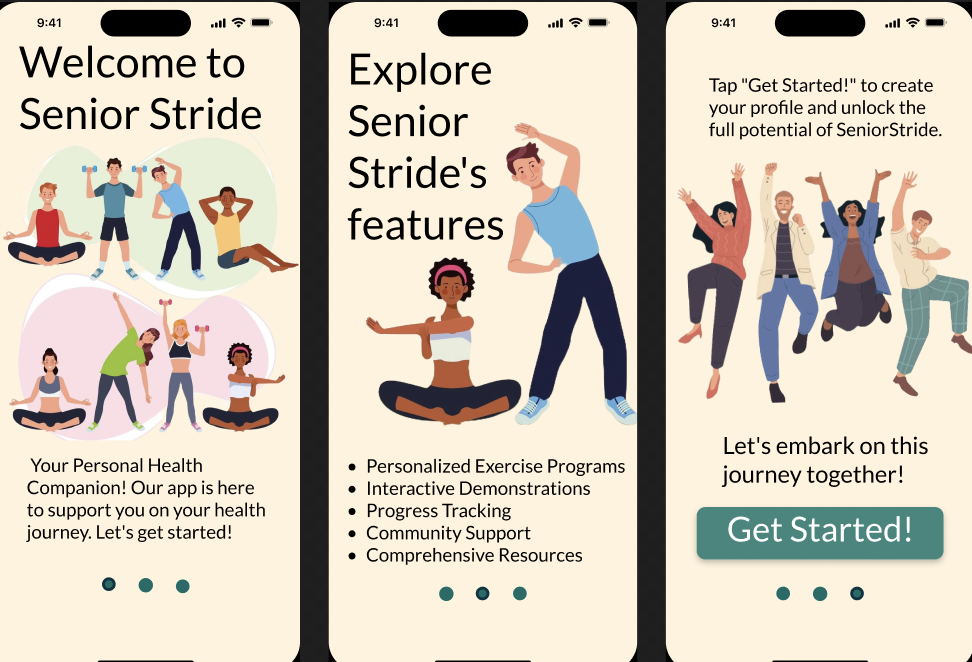 9:41
Welcome to
Senior Stride
Your Personal Health
Companion! Our app is here
to support you on your health
journey. Let's get started!
9:41
Explore
Senior
Stride's
features
• Personalized Exercise Programs
• Interactive Demonstrations
• Progress Tracking
• Community Support
• Comprehensive Resources
9:41
Tap "Get Started!" to create
your profile and unlock the
full potential of SeniorStride.
Let's embark on this
journey together!
Get Started!